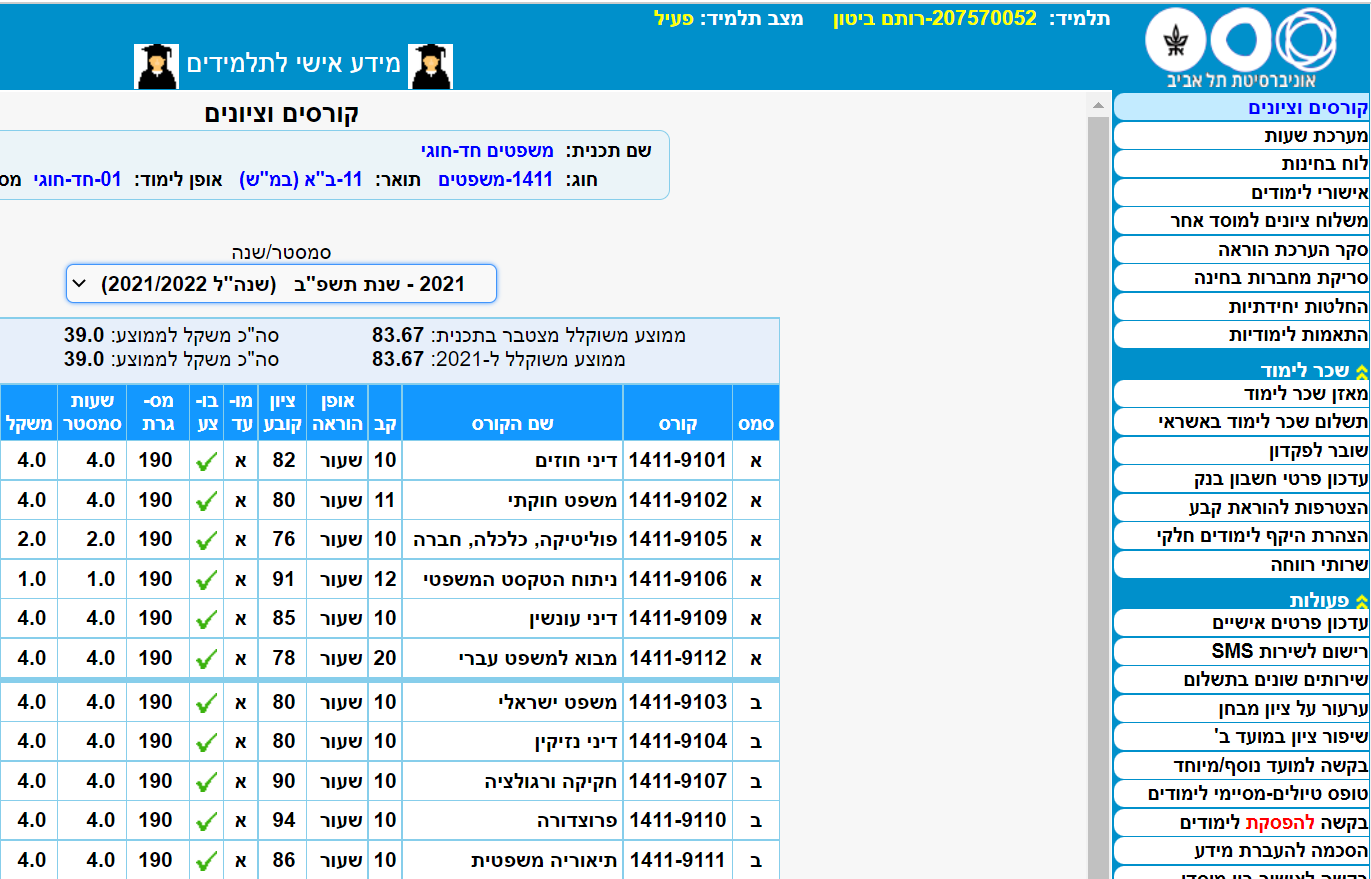 תלמיד: 207570052-רותם ביטון מצב תלמיד: פעיל
מידע אישי לתלמידים
אוניברסיטת תל אביב
קורסים וציונים
מערכת שעות
לוח בחינות
אישורי לימודים
משלוח ציונים למוסד אחר
סקר הערכת הוראה
סריקת מחברות בחינה
החלטות יחידתיות
התאמות לימודיות
שכר לימוד
מאזן שכר לימוד
תשלום שכר לימוד באשראי
שובר לפקדון
עדכון פרטי חשבון בנק
הצטרפות להוראת קבע
הצהרת היקף לימודים חלקי
שרותי רווחה
פעולות
עדכון פרטים אישיים
רישום לשירות SMS
שירותים שונים בתשלום
ערעור על ציון מבחן
שיפור ציון במועד ב'
בקשה למועד נוסף/מיוחד
טופס טיולים-מסיימי לימודים
בקשה להפסקת לימודים
הסכמה להעברת מידע
קורסים וציונים
שם תכנית: משפטים חד-חוגי
חוג: 1411-משפטים תואר: 11-ב"א (במ"ש) אופן לימוד: 01-חד-חוגי
סמסטר/שנה
2021 - שנת תשפ"ב (שנה"ל 2021/2022)
ממוצע משוקלל מצטבר בתכנית: 83.67 סה"כ משקל לממוצע: 39.0
ממוצע משוקלל ל-2021: 83.67 סה"כ משקל לממוצע: 39.0
סמס קורס שם הקורס קב אופן הוראה ציון קובע מו-עד בו-צע מס-גרת שעות סמסטר משקל
א 1411-9101 דיני חוזים 10 שעור 82 א 190 4.0 4.0
א 1411-9102 משפט חוקתי 11 שעור 80 א 190 4.0 4.0
א 1411-9105 פוליטיקה, כלכלה, חברה 10 שעור 76 א 190 2.0 2.0
א 1411-9106 ניתוח הטקסט המשפטי 12 שעור 91 א 190 1.0 1.0
א 1411-9109 דיני עונשין 10 שעור 85 א 190 4.0 4.0
א 1411-9112 מבוא למשפט עברי 20 שעור 78 א 190 4.0 4.0
ב 1411-9103 משפט ישראלי 10 שעור 80 א 190 4.0 4.0
ב 1411-9104 דיני נזיקין 10 שעור 80 א 190 4.0 4.0
ב 1411-9107 חקיקה ורגולציה 10 שעור 90 א 190 4.0 4.0
ב 1411-9110 פרוצדורה 10 שעור 94 א 190 4.0 4.0
ב 1411-9111 תיאוריה משפטית 10 שעור 86 א 190 4.0 4.0